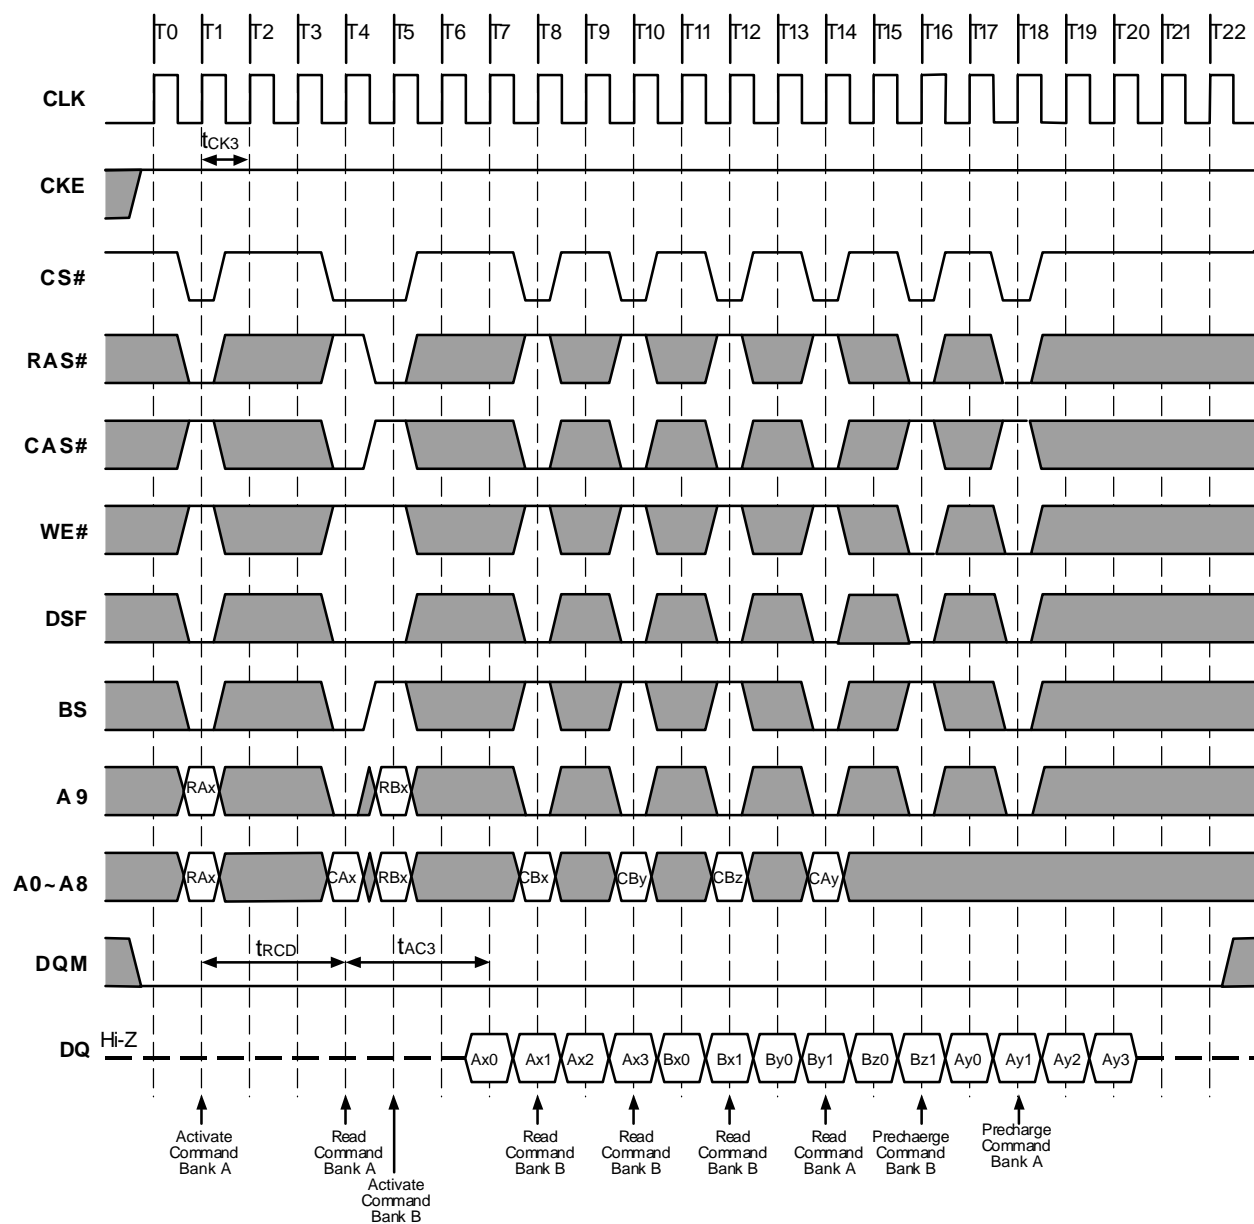 T0 T1 T2 T3 T4 T5 T6 T7 T8 T9 T10 T11 T12 T13 T14 T15 T16 T17 T18 T19 T20 T21 T22
CLK
tCK3
CKE
CS#
RAS#
CAS#
WE#
DSF
BS
A9 RAx RBx
A0~A8 RAx CAx RBx CBx CBy CBz CAy
DQM tRCD tAC3
DQ Hi-Z Ax0 Ax1 Ax2 Ax3 Bx0 Bx1 By0 By1 Bz0 Bz1 Ay0 Ay1 Ay2 Ay3
Activate
Command
Bank A
Read
Command
Bank A
Activate
Command
Bank B
Read
Command
Bank B
Read
Command
Bank B
Read
Command
Bank B
Read
Command
Bank A
Prechaerge
Command
Bank B
Precharge
Command
Bank A